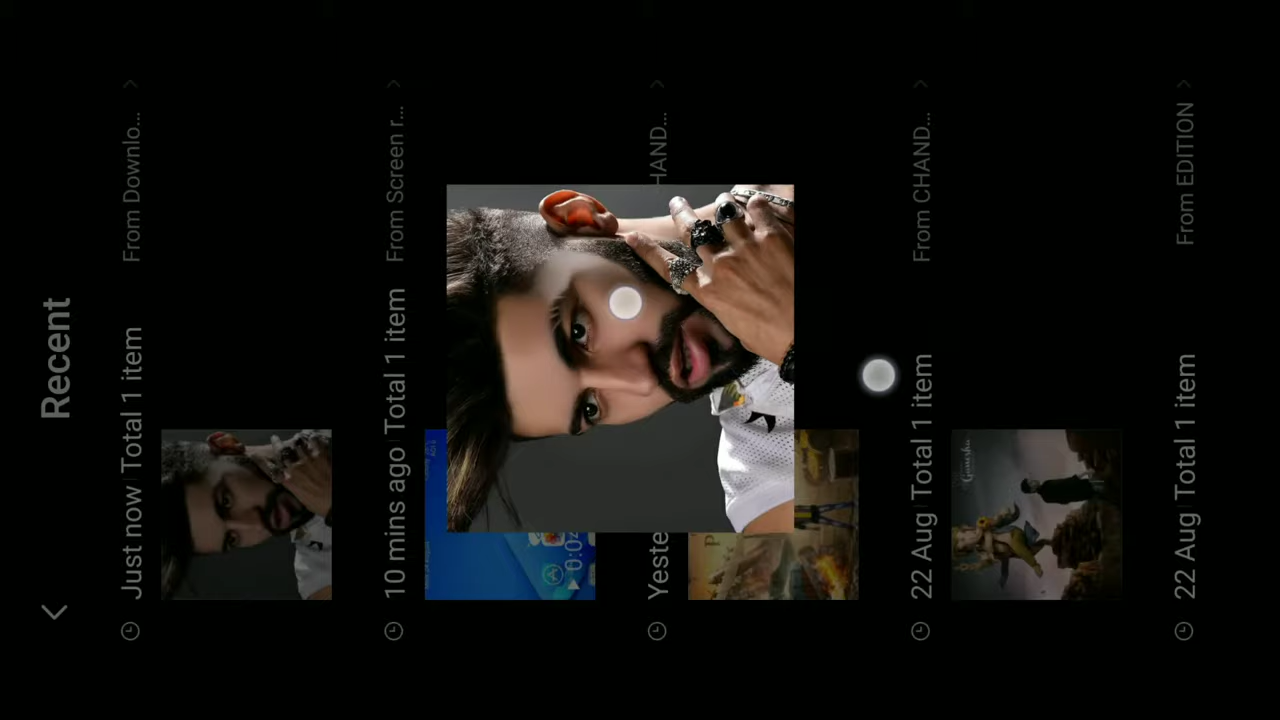 Recent
Just now Total 1 item From Downlo...
10 mins ago Total 1 item From Screen r...
Yeste HAND...
22 Aug Total 1 item From CHAND...
Ganesha
22 Aug Total 1 item From EDITION